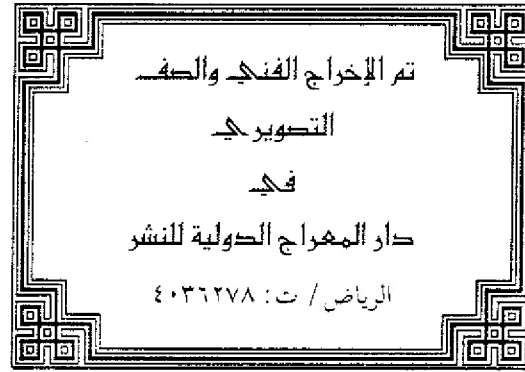 تم الإخراج الفني والصف
التصويري
في
دار المعراج الدولية للنشر
الرياض / ت : ٤٠٣٦٢٧٨